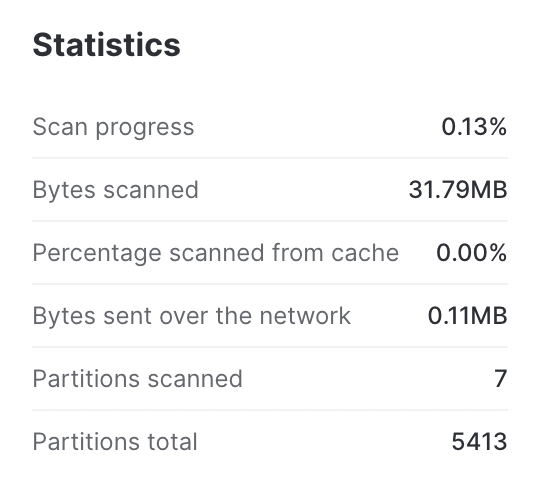 Statistics
Scan progress 0.13%
Bytes scanned 31.79MB
Percentage scanned from cache 0.00%
Bytes sent over the network 0.11MB
Partitions scanned 7
Partitions total 5413